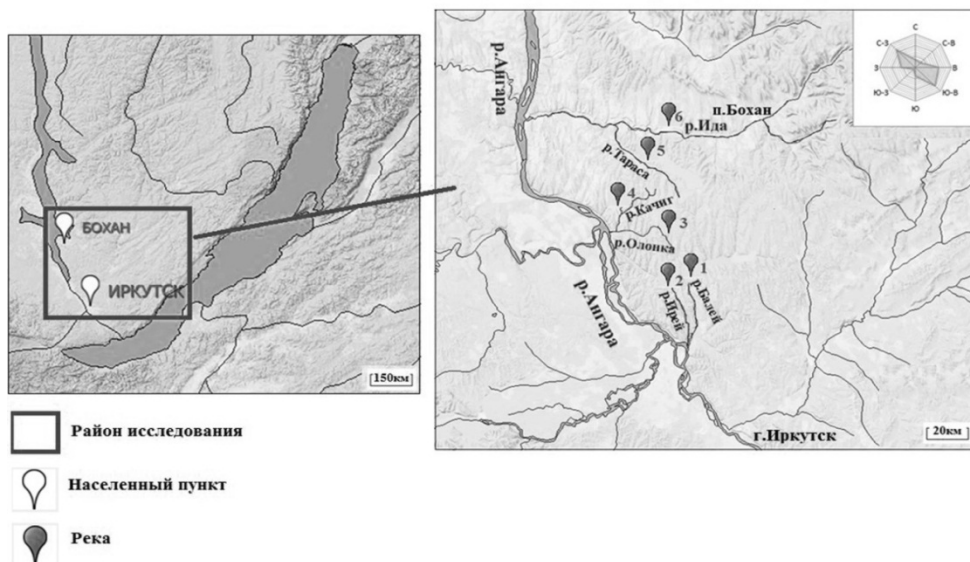 БОХАН
ИРКУТСК
150км
Район исследования
Населенный пункт
Река
р.Ангара
п.Бохан
6
р.Ида
5
р.Тараса
4
р.Качиг
3
р.Олонка
1
2
р.Балей
р.Ирей
р.Ангара
г.Иркутск
20км
С
С-З
С-В
З
В
Ю-З
Ю-В
Ю